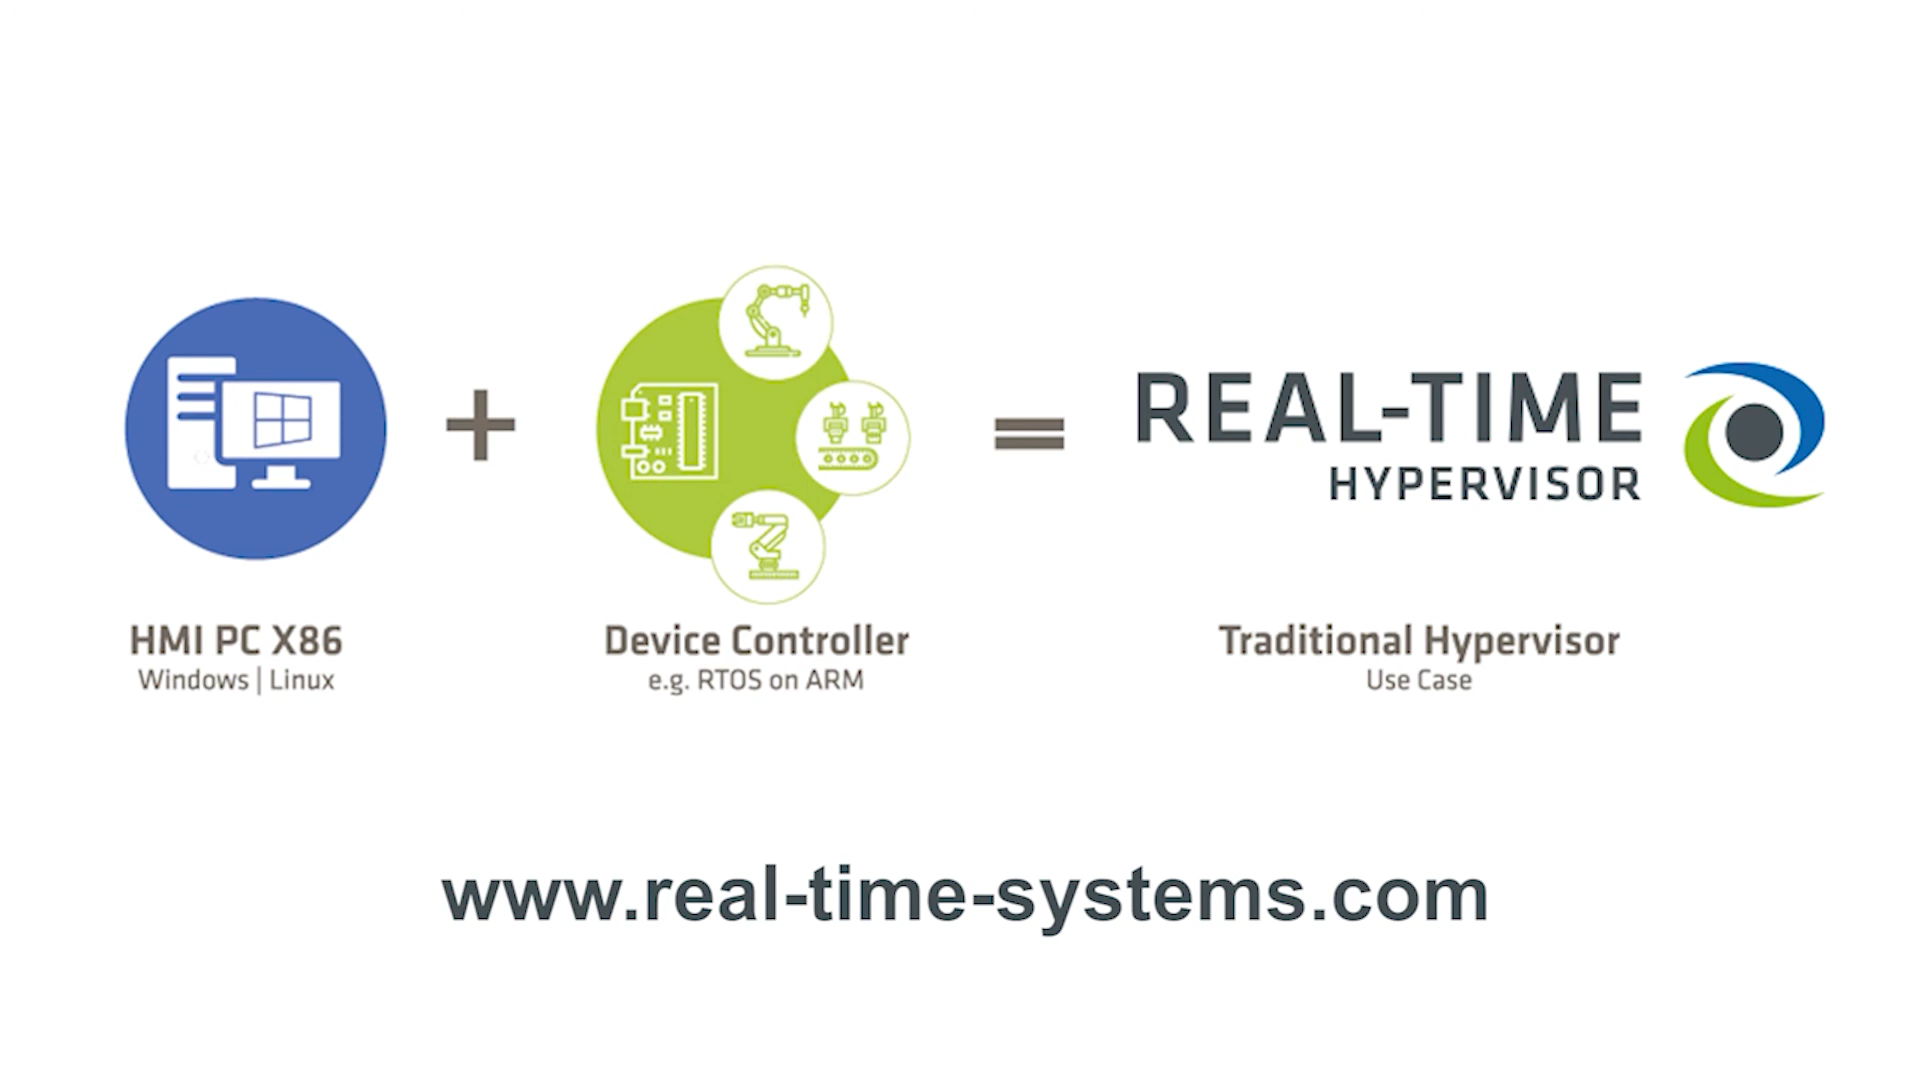 REAL-TIME
HYPERVISOR
HMI PC X86
Windows | Linux
Device Controller
e.g. RTOS on ARM
Traditional Hypervisor
Use Case
www.real-time-systems.com